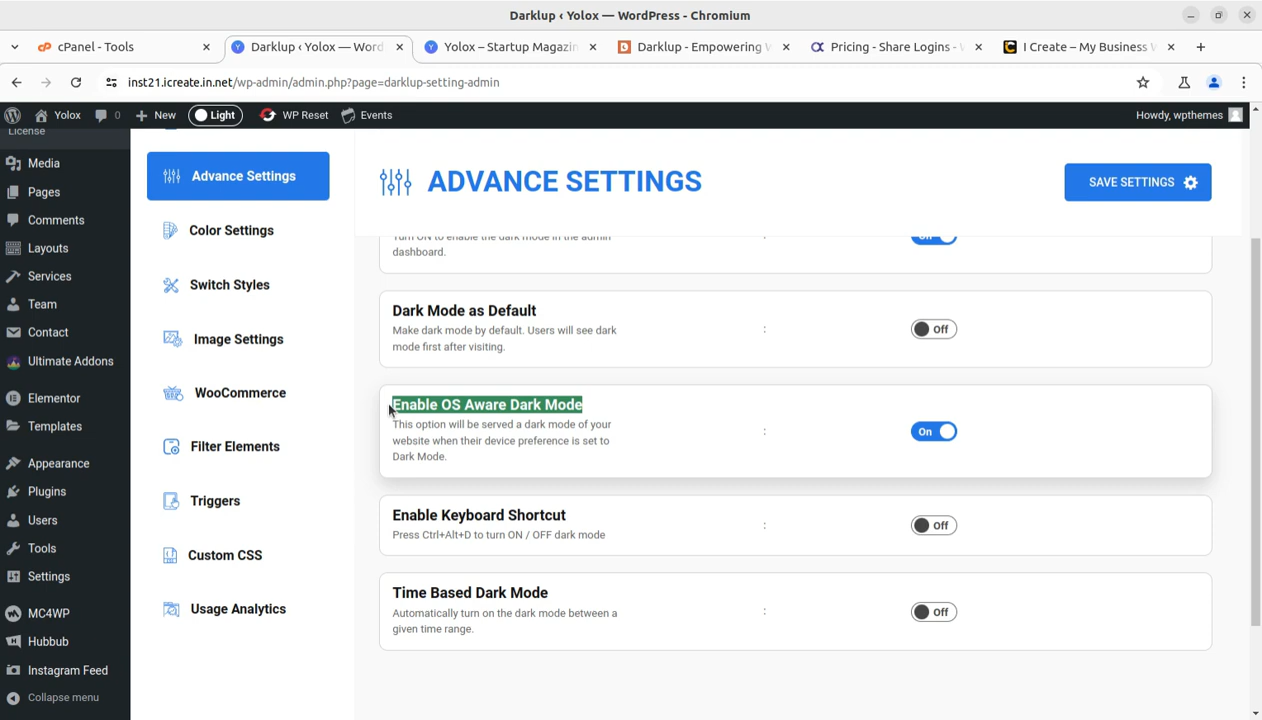 Darklup ‹ Yolox — WordPress - Chromium
cPanel - Tools
Darklup ‹ Yolox — Word
Yolox – Startup Magazin
Darklup - Empowering
Pricing - Share Logins -
I Create – My Business
inst21.icreate.in.net/wp-admin/admin.php?page=darklup-setting-admin
Yolox 0 New Light WP Reset Events Howdy, wpthemes
License
Media
Pages
Comments
Layouts
Services
Team
Contact
Ultimate Addons
Elementor
Templates
Appearance
Plugins
Users
Tools
Settings
MC4WP
Hubbub
Instagram Feed
Collapse menu
Advance Settings
Color Settings
Switch Styles
Image Settings
WooCommerce
Filter Elements
Triggers
Custom CSS
Usage Analytics
ADVANCE SETTINGS
SAVE SETTINGS
Turn ON to enable the dark mode in the admin
dashboard.
: On
Dark Mode as Default
Make dark mode by default. Users will see dark
mode first after visiting.
: Off
Enable OS Aware Dark Mode
This option will be served a dark mode of your
website when their device preference is set to
Dark Mode.
: On
Enable Keyboard Shortcut
Press Ctrl+Alt+D to turn ON / OFF dark mode
: Off
Time Based Dark Mode
Automatically turn on the dark mode between a
given time range.
: Off